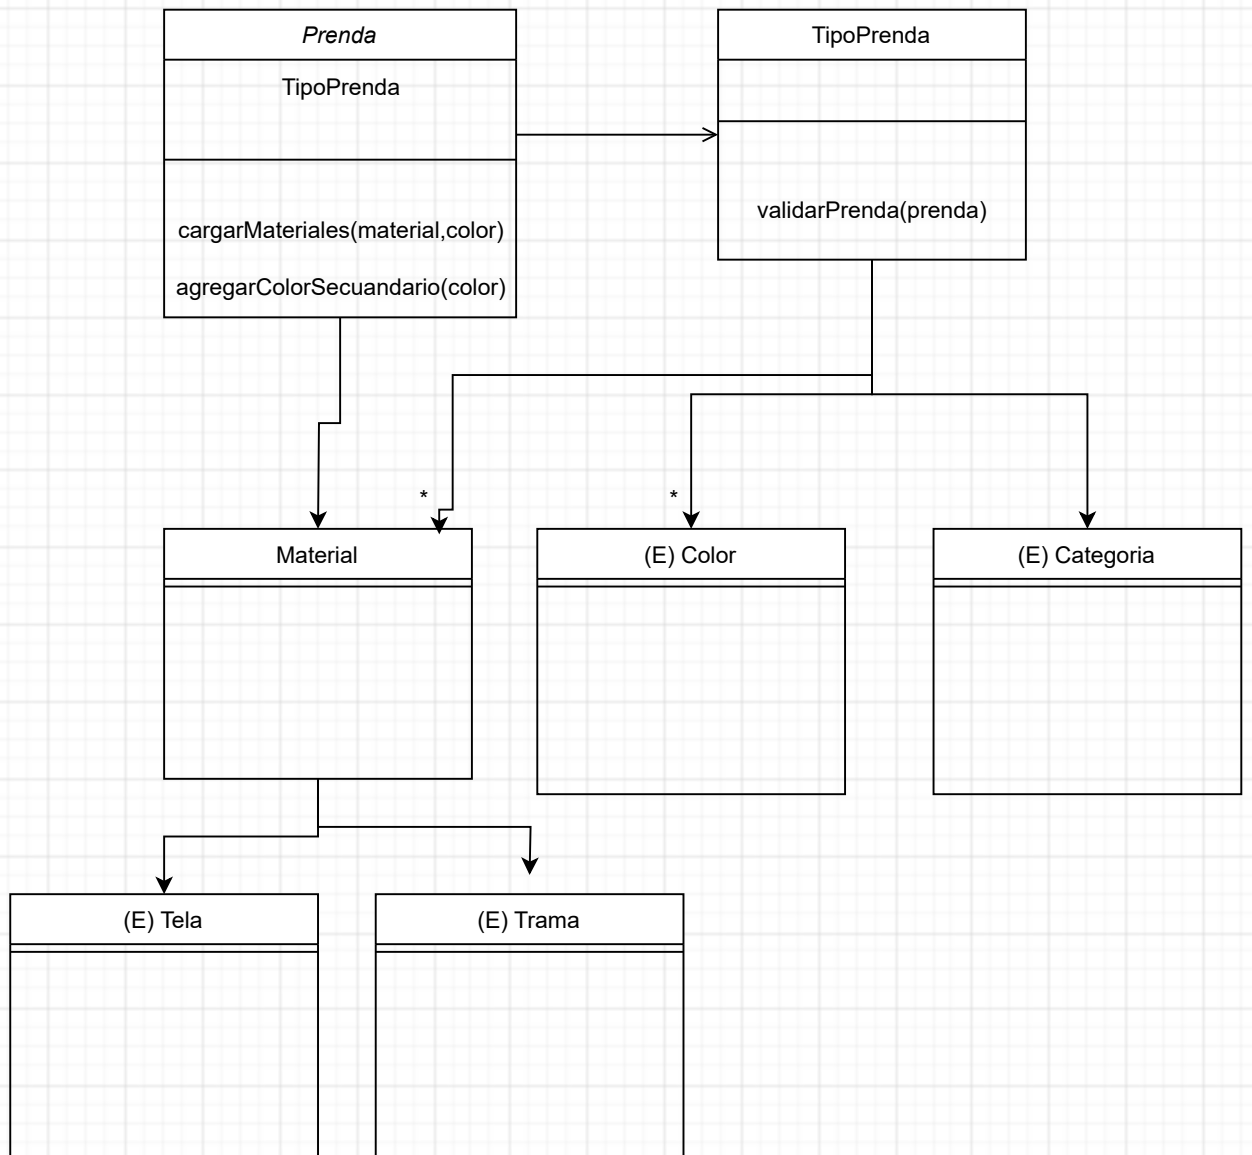 Prenda
TipoPrenda
cargarMateriales(material,color)
agregarColorSecuandario(color)
TipoPrenda
validarPrenda(prenda)
*
*
Material
(E) Color
(E) Categoria
(E) Tela
(E) Trama